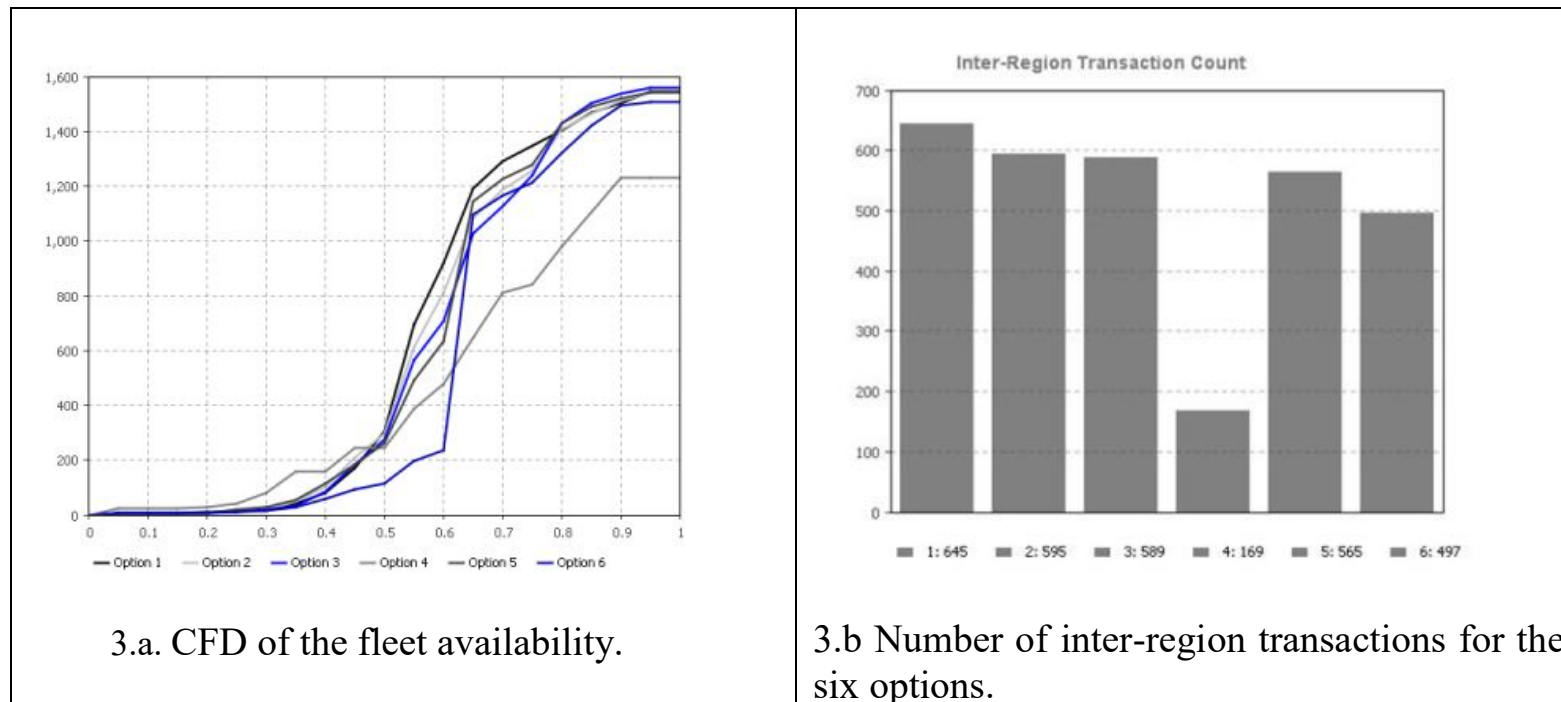 1,600
1,400
1,200
1,000
800
600
400
200
0
0 0.1 0.2 0.3 0.4 0.5 0.6 0.7 0.8 0.9 1
Option 1 Option 2 Option 3 Option 4 Option 5 Option 6
3.a. CFD of the fleet availability.
Inter-Region Transaction Count
700
600
500
400
300
200
100
0
1: 645 2: 595 3: 589 4: 169 5: 565 6: 497
3.b Number of inter-region transactions for the
six options.